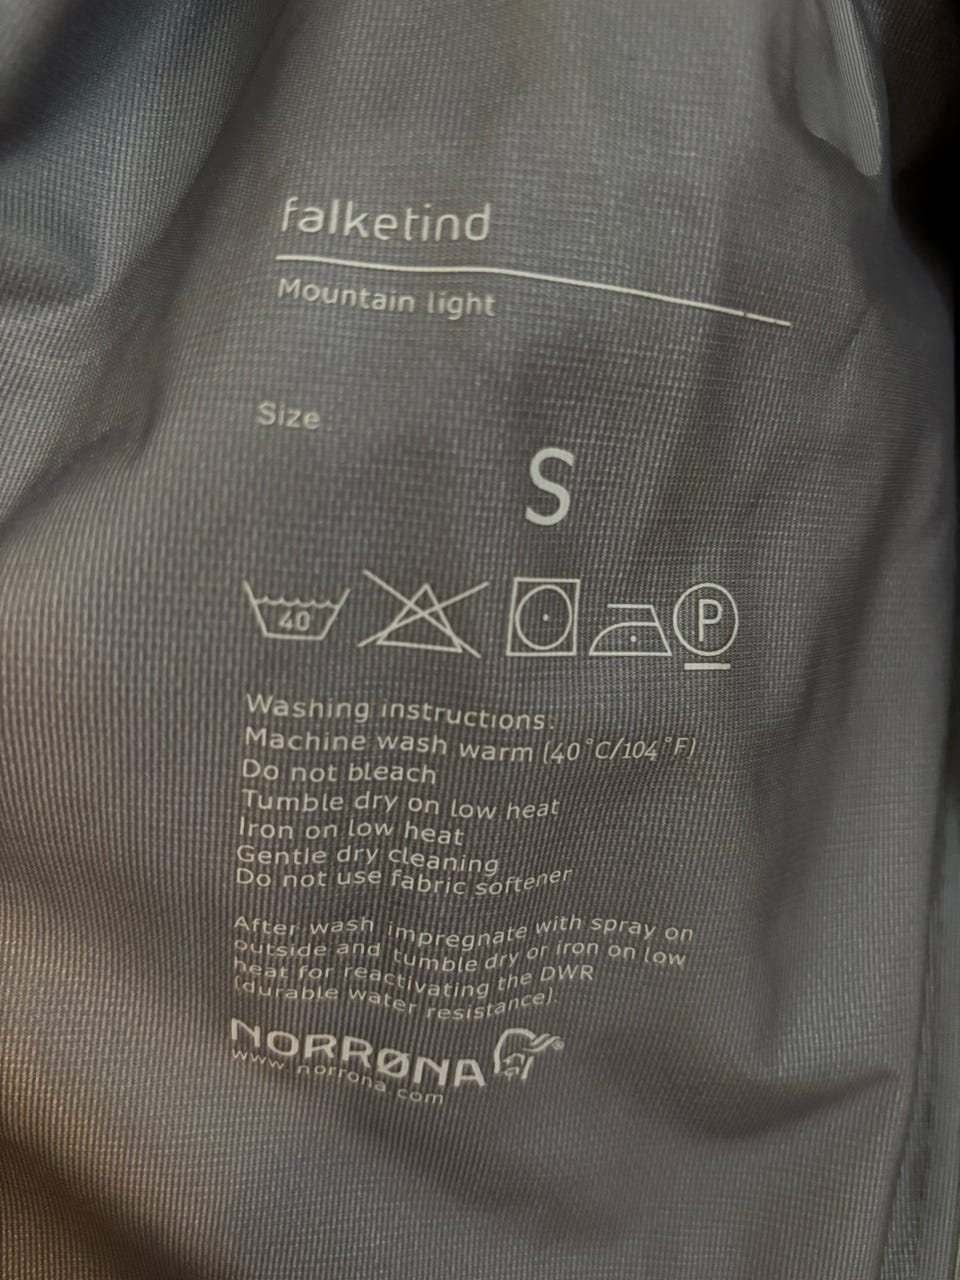 falketind
Mountain light
Size
S
40
P
Washing instructions:
Machine wash warm (40°C/104°F)
Do not bleach
Tumble dry on low heat
Iron on low heat
Gentle dry cleaning
Do not use fabric softener
After wash impregnate with spray on
outside and tumble dry or iron on low
heat for reactivating the DWR
(durable water resistance).
NORRØNA®
www.norrona.com